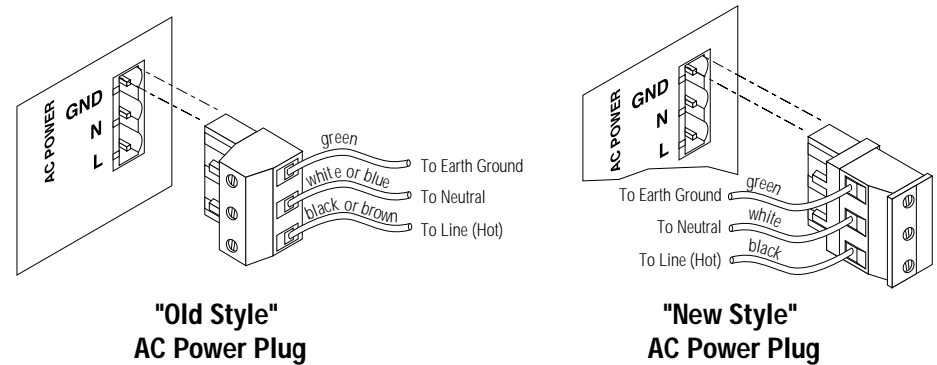 AC POWER
GND
N
L
green
To Earth Ground
white or blue
To Neutral
black or brown
To Line (Hot)
"Old Style"
AC Power Plug
AC POWER
GND
N
L
To Earth Ground
green
To Neutral
white
To Line (Hot)
black
"New Style"
AC Power Plug